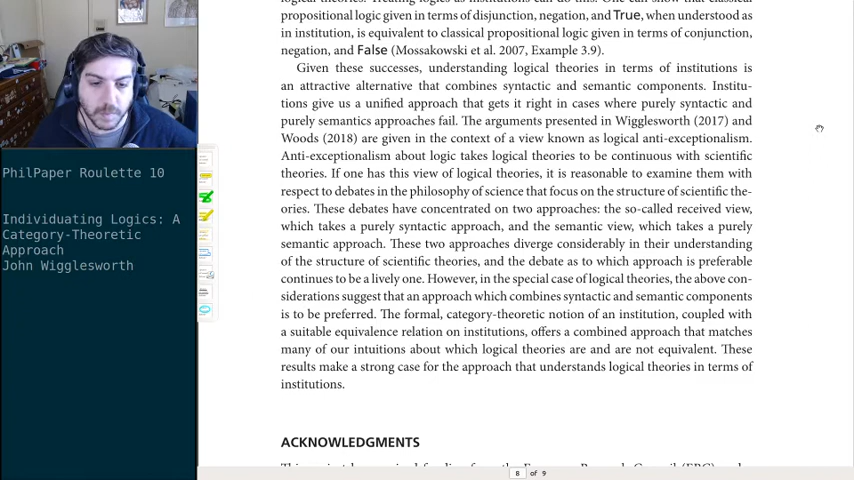 PhilPaper Roulette 10
Individuating Logics: A
Category-Theoretic
Approach
John Wigglesworth
propositional logic given in terms of disjunction, negation, and True, when understood as
in institution, is equivalent to classical propositional logic given in terms of conjunction,
negation, and False (Mossakowski et al. 2007, Example 3.9).
Given these successes, understanding logical theories in terms of institutions is
an attractive alternative that combines syntactic and semantic components. Institu-
tions give us a unified approach that gets it right in cases where purely syntactic and
purely semantics approaches fail. The arguments presented in Wigglesworth (2017) and
Woods (2018) are given in the context of a view known as logical anti-exceptionalism.
Anti-exceptionalism about logic takes logical theories to be continuous with scientific
theories. If one has this view of logical theories, it is reasonable to examine them with
respect to debates in the philosophy of science that focus on the structure of scientific the-
ories. These debates have concentrated on two approaches: the so-called received view,
which takes a purely syntactic approach, and the semantic view, which takes a purely
semantic approach. These two approaches diverge considerably in their understanding
of the structure of scientific theories, and the debate as to which approach is preferable
continues to be a lively one. However, in the special case of logical theories, the above con-
siderations suggest that an approach which combines syntactic and semantic components
is to be preferred. The formal, category-theoretic notion of an institution, coupled with
a suitable equivalence relation on institutions, offers a combined approach that matches
many of our intuitions about which logical theories are and are not equivalent. These
results make a strong case for the approach that understands logical theories in terms of
institutions.
ACKNOWLEDGMENTS
8 of 9